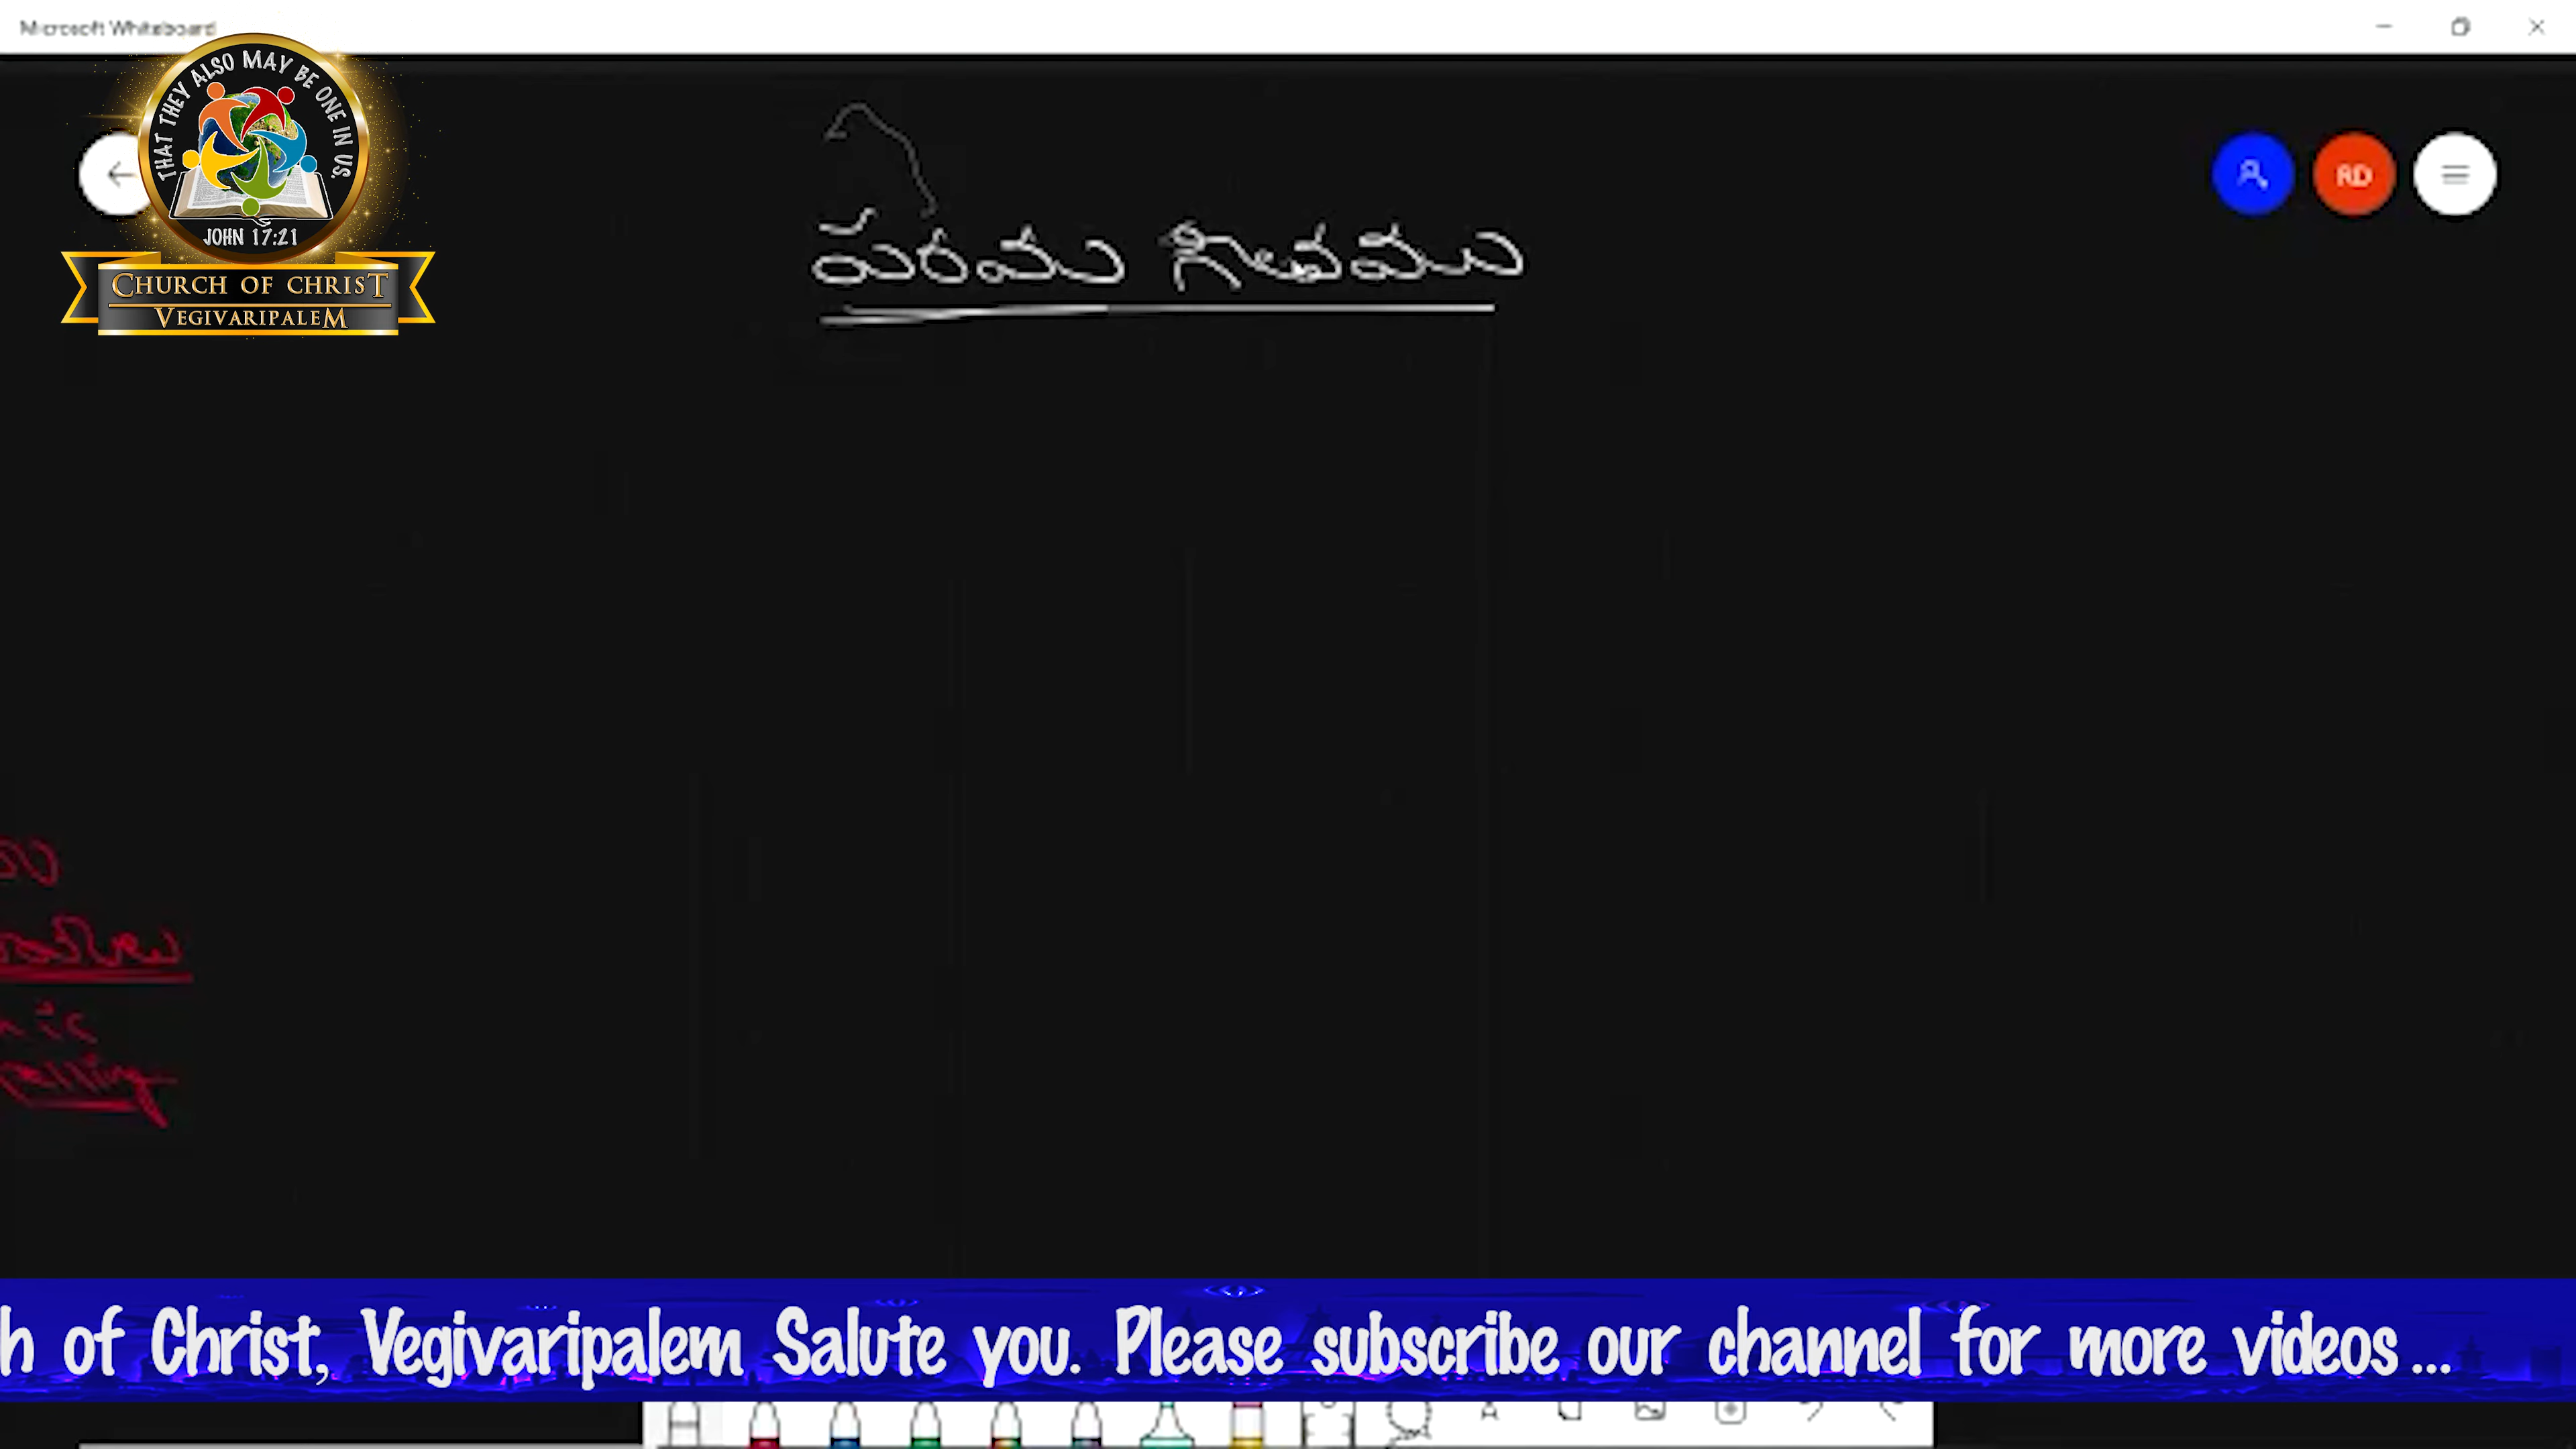 Microsoft Whiteboard
THAT THEY ALSO MAY BE ONE IN US.
JOHN 17:21
CHURCH OF CHRIST
VEGIVARIPALEM
RD
పరమ గీతము
h of Christ, Vegivaripalem Salute you. Please subscribe our channel for more videos ...